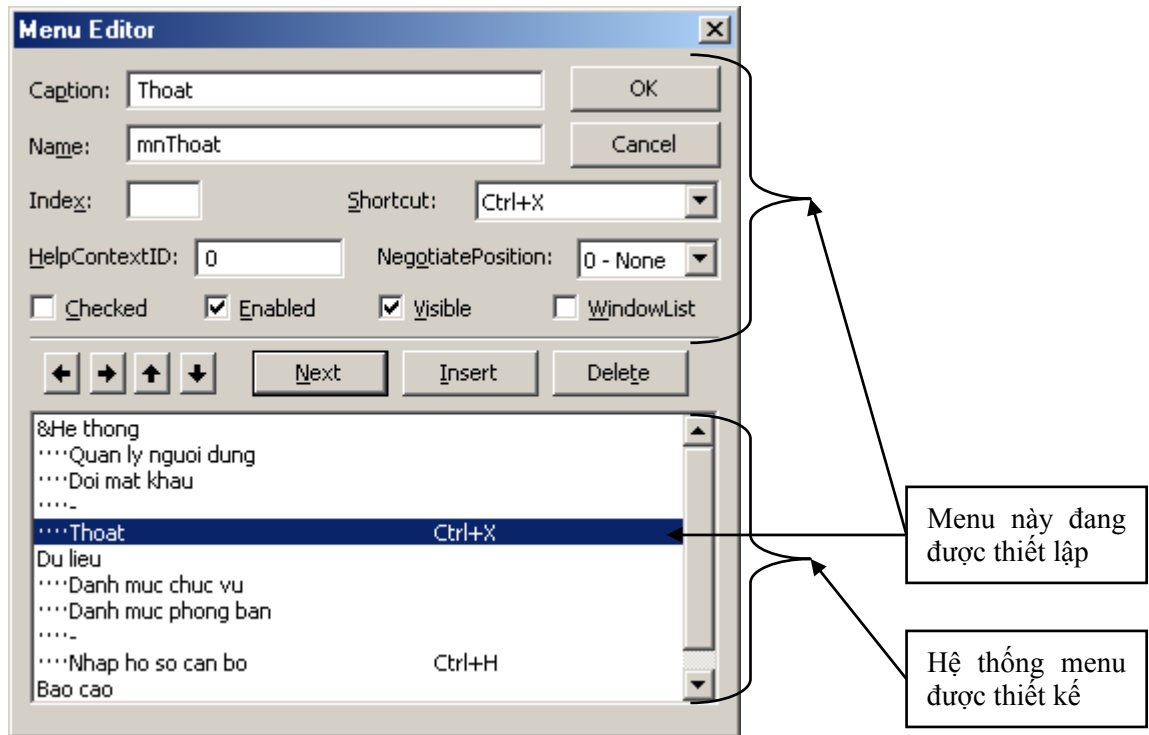 Menu Editor
Caption: Thoat OK
Name: mnThoat Cancel
Index: Shortcut: Ctrl+X
HelpContextID: 0 NegotiatePosition: 0 - None
Checked Enabled Visible WindowList
Next Insert Delete
&He thong
····Quan ly nguoi dung
····Doi mat khau
····-
····Thoat Ctrl+X
Du lieu
····Danh muc chuc vu
····Danh muc phong ban
····-
····Nhap ho so can bo Ctrl+H
Bao cao
Menu này đang
được thiết lập
Hệ thống menu
được thiết kế